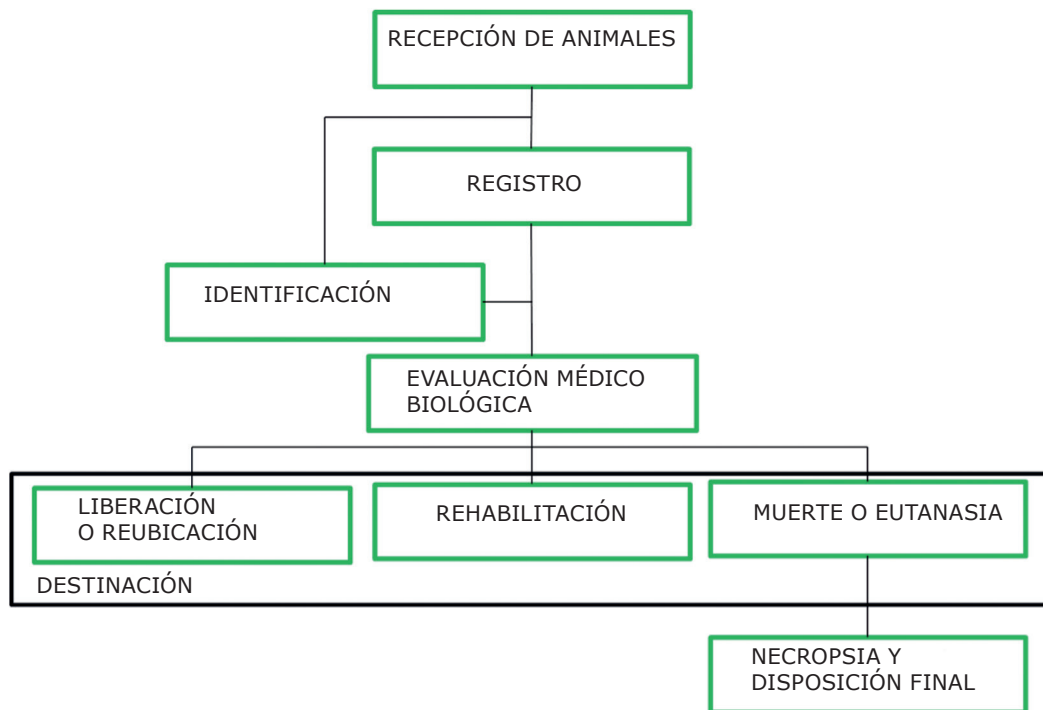 RECEPCIÓN DE ANIMALES
REGISTRO
IDENTIFICACIÓN
EVALUACIÓN MÉDICO
BIOLÓGICA
LIBERACIÓN
O REUBICACIÓN
REHABILITACIÓN
MUERTE O EUTANASIA
DESTINACIÓN
NECROPSIA Y
DISPOSICIÓN FINAL